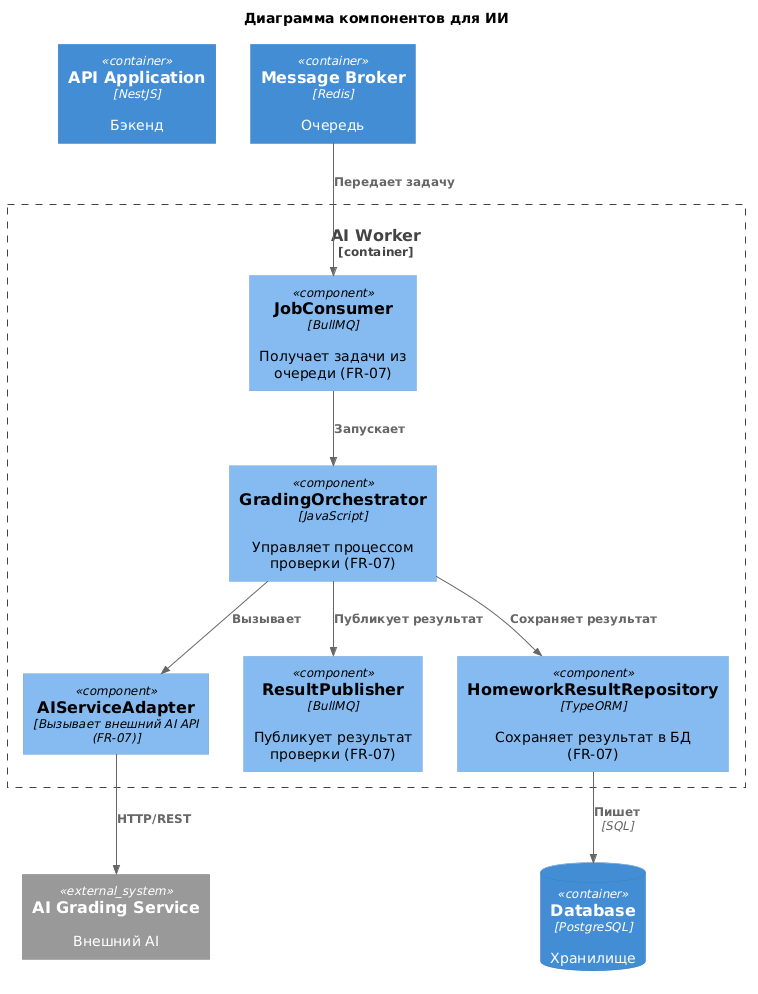 Диаграмма компонентов для ИИ
«container»
API Application
[NestJS]
Бэкенд
«container»
Message Broker
[Redis]
Очередь
Передает задачу
AI Worker
[container]
«component»
JobConsumer
[BullMQ]
Получает задачи из
очереди (FR-07)
Запускает
«component»
GradingOrchestrator
[JavaScript]
Управляет процессом
проверки (FR-07)
Вызывает
Публикует результат
Сохраняет результат
«component»
AIServiceAdapter
[Вызывает внешний AI API
(FR-07)]
«component»
ResultPublisher
[BullMQ]
Публикует результат
проверки (FR-07)
«component»
HomeworkResultRepository
[TypeORM]
Сохраняет результат в БД
(FR-07)
HTTP/REST
Пишет
[SQL]
«external_system»
AI Grading Service
Внешний AI
«container»
Database
[PostgreSQL]
Хранилище